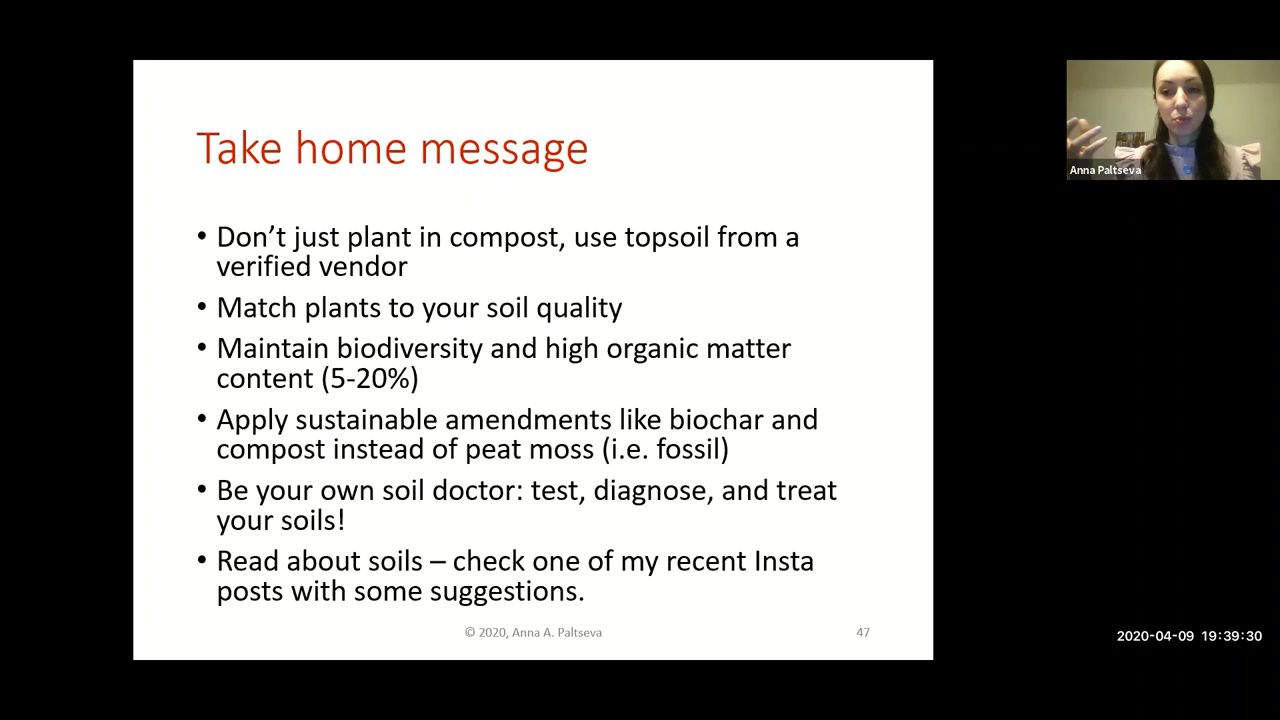 Take home message
• Don’t just plant in compost, use topsoil from a
verified vendor
• Match plants to your soil quality
• Maintain biodiversity and high organic matter
content (5-20%)
• Apply sustainable amendments like biochar and
compost instead of peat moss (i.e. fossil)
• Be your own soil doctor: test, diagnose, and treat
your soils!
• Read about soils – check one of my recent Insta
posts with some suggestions.
© 2020, Anna A. Paltseva
47
Anna Paltseva
2020-04-09 19:39:30